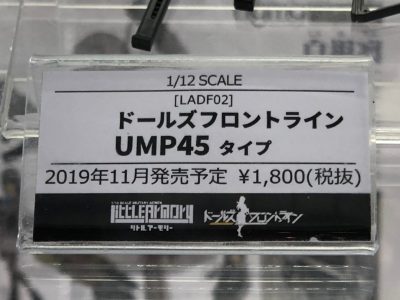 1/12 SCALE
[LADF02]
ドールズフロントライン
UMP45 タイプ
2019年11月発売予定 ¥1,800(税抜)
LITTLEARMORY
リトルアーモリー
ドールズフロントライン